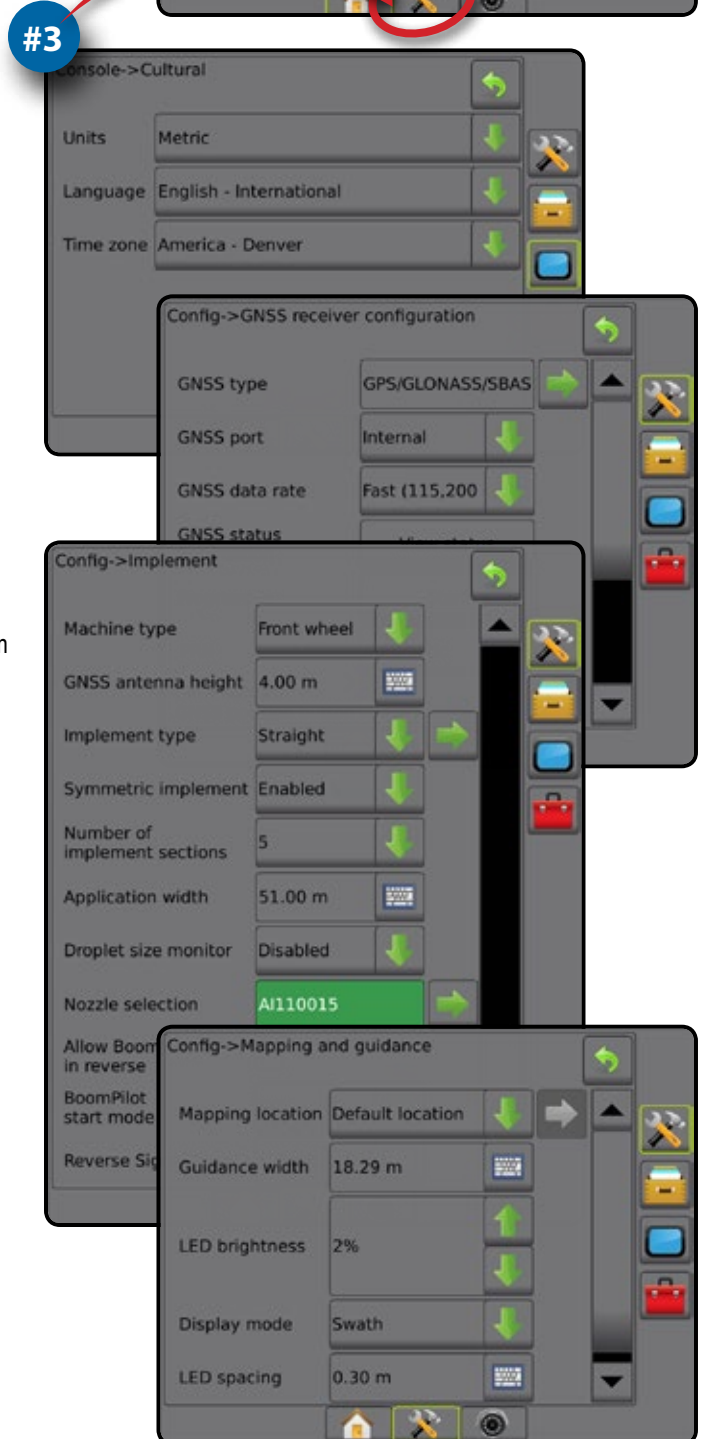 #3
Console->Cultural
Units Metric
Language English - International
Time zone America - Denver
Config->GNSS receiver configuration
GNSS type GPS/GLONASS/SBAS
GNSS port Internal
GNSS data rate Fast (115,200
GNSS status
Config->Implement
Machine type Front wheel
GNSS antenna height 4.00 m
Implement type Straight
Symmetric implement Enabled
Number of
implement sections 5
Application width 51.00 m
Droplet size monitor Disabled
Nozzle selection AI110015
Allow Boom
in reverse
BoomPilot
start mode
Reverse
Config->Mapping and guidance
Mapping location Default location
Guidance width 18.29 m
LED brightness 2%
Display mode Swath
LED spacing 0.30 m